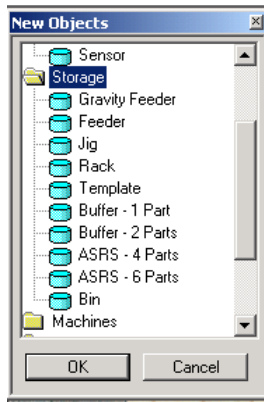 New Objects
Sensor
Storage
Gravity Feeder
Feeder
Jig
Rack
Template
Buffer - 1 Part
Buffer - 2 Parts
ASRS - 4 Parts
ASRS - 6 Parts
Bin
Machines
OK Cancel